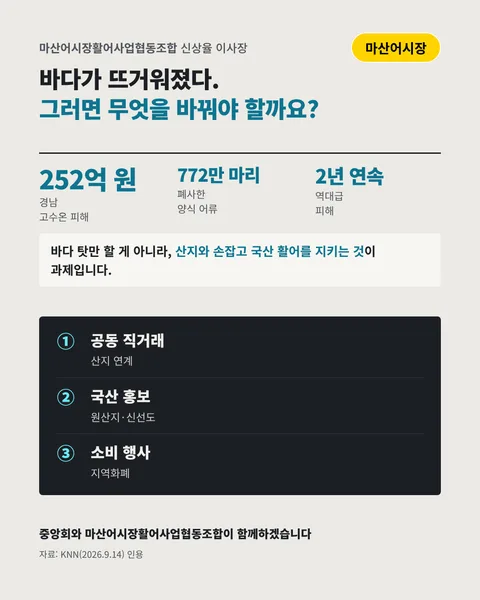 마산어시장활어사업협동조합 신상율 이사장
마산어시장
바다가 뜨거워졌다.
그러면 무엇을 바꿔야 할까요?
252억 원
경남
고수온 피해
772만 마리
폐사한
양식 어류
2년 연속
역대급
피해
바다 탓만 할 게 아니라, 산지와 손잡고 국산 활어를 지키는 것이
과제입니다.
1 공동 직거래
산지 연계
2 국산 홍보
원산지·신선도
3 소비 행사
지역화폐
중앙회와 마산어시장활어사업협동조합이 함께하겠습니다
자료: KNN(2026.9.14) 인용